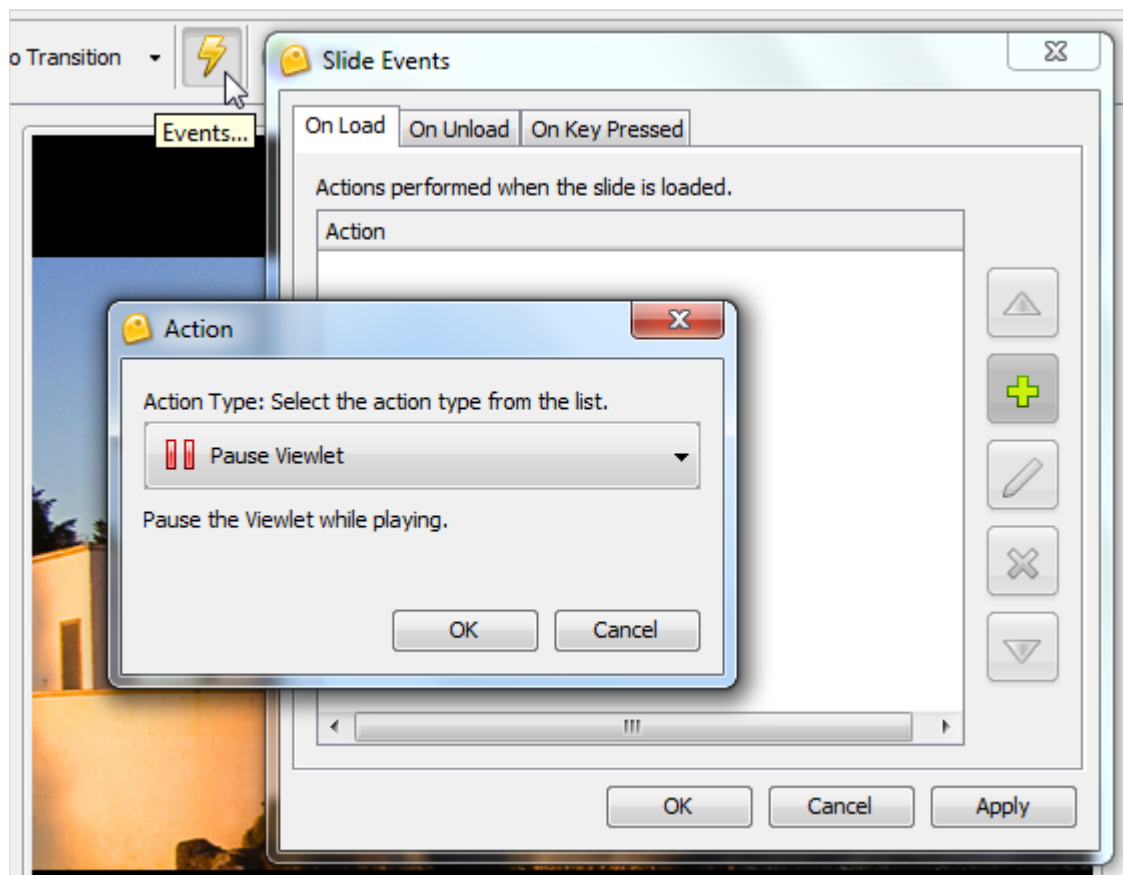 o Transition
Events...
Slide Events
On Load
On Unload
On Key Pressed
Actions performed when the slide is loaded.
Action
Action
Action Type: Select the action type from the list.
Pause Viewlet
Pause the Viewlet while playing.
OK
Cancel
OK
Cancel
Apply